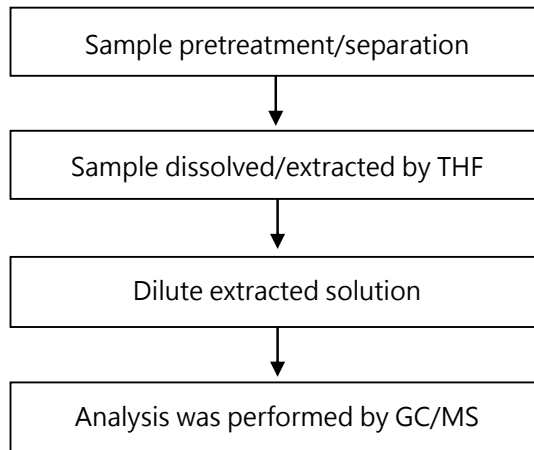 Sample pretreatment/separation
Sample dissolved/extracted by THF
Dilute extracted solution
Analysis was performed by GC/MS